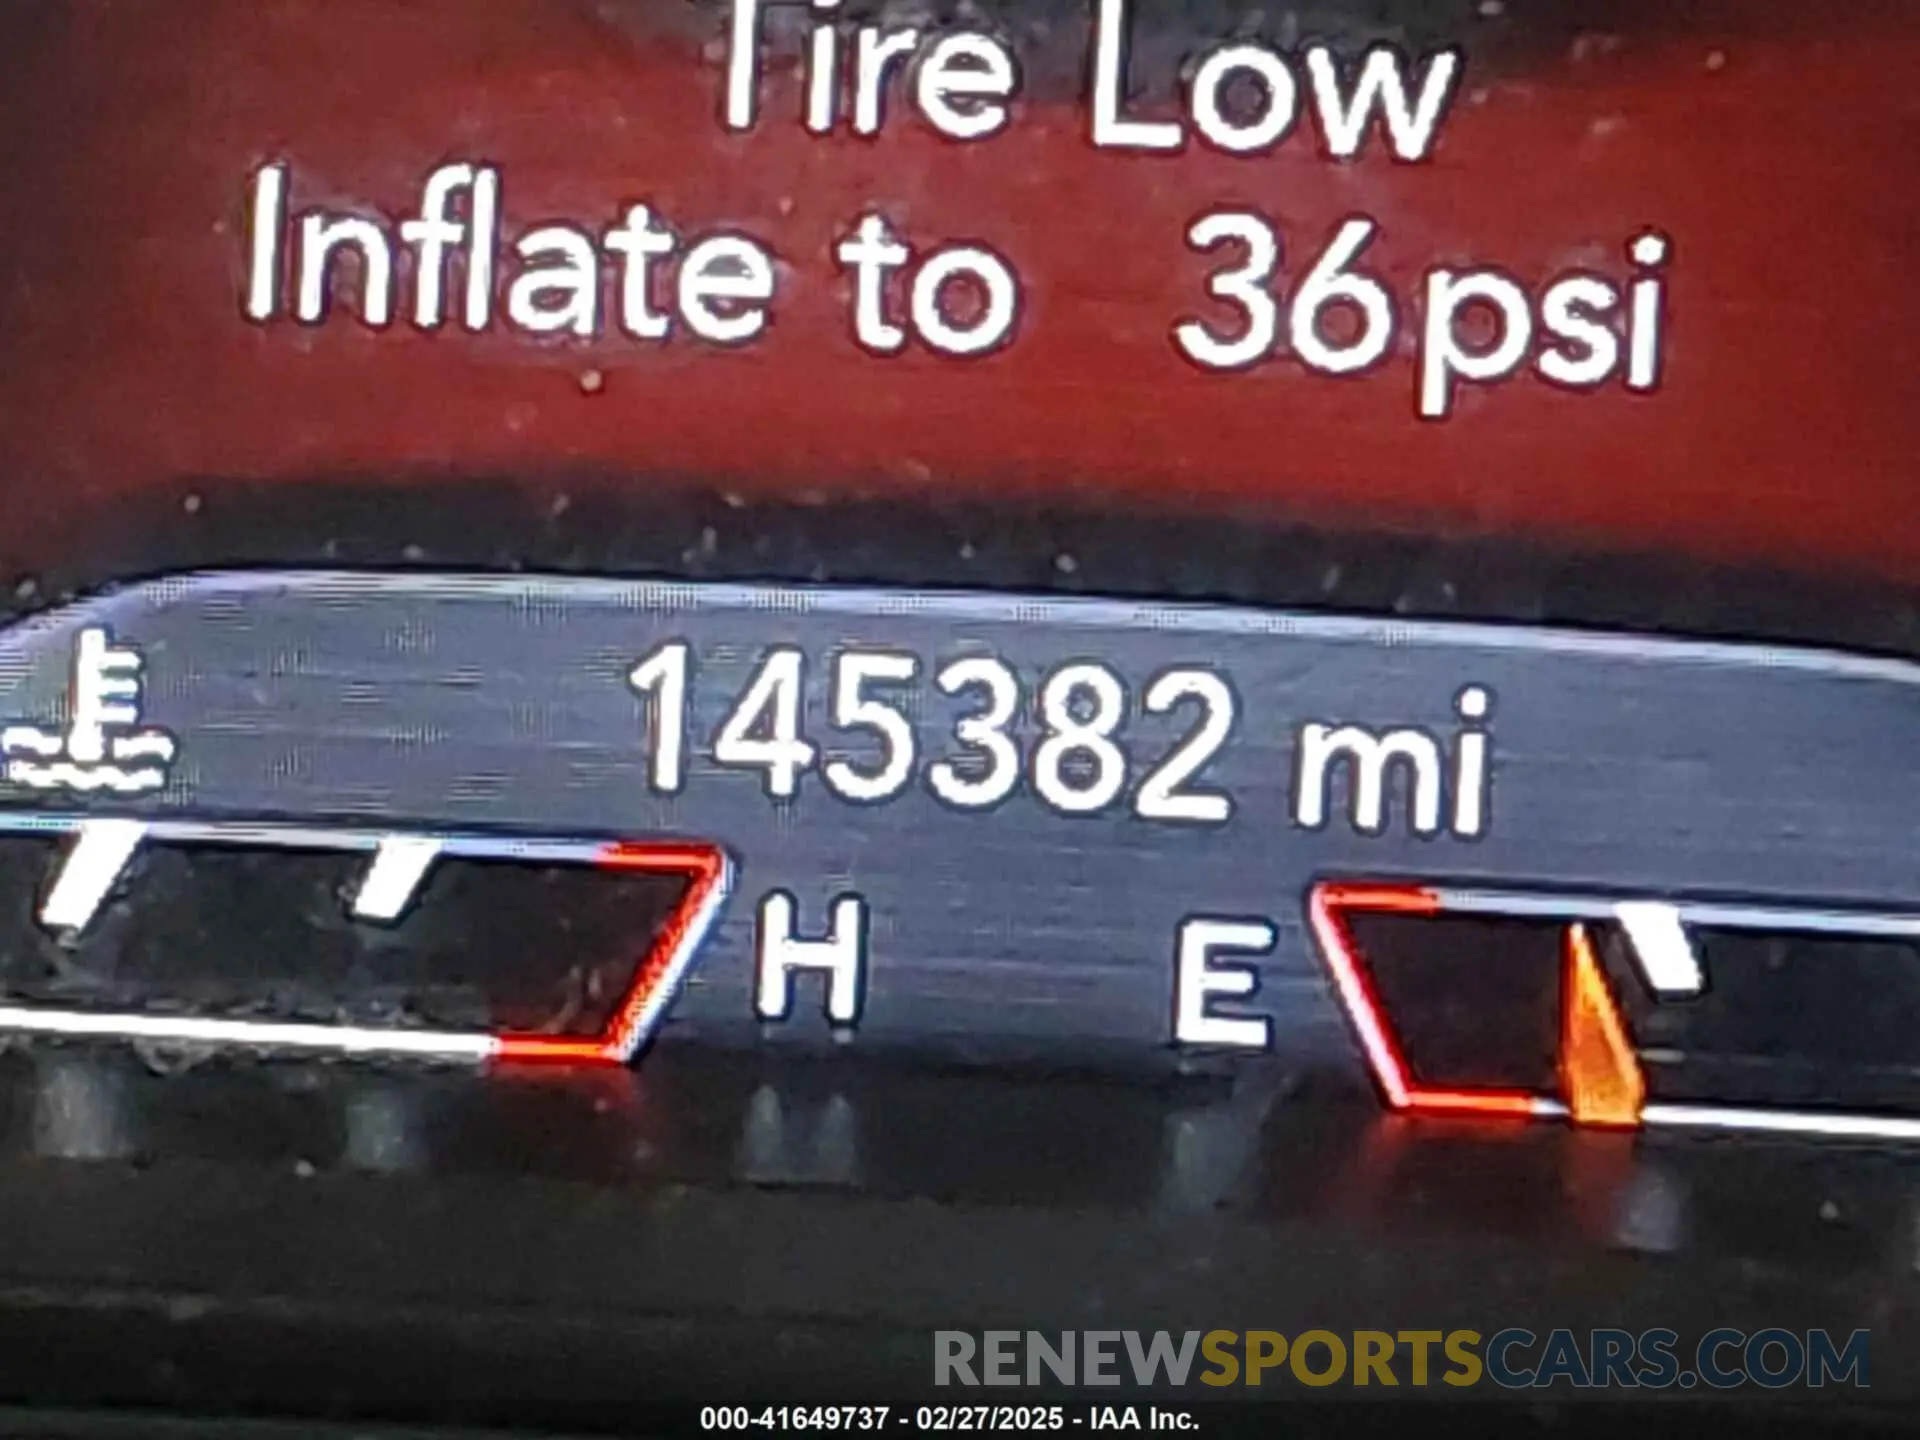 Tire Low
Inflate to 36psi
145382 mi
H E
RENEWSPORTSCARS.COM
000-41649737 - 02/27/2025 - IAA Inc.